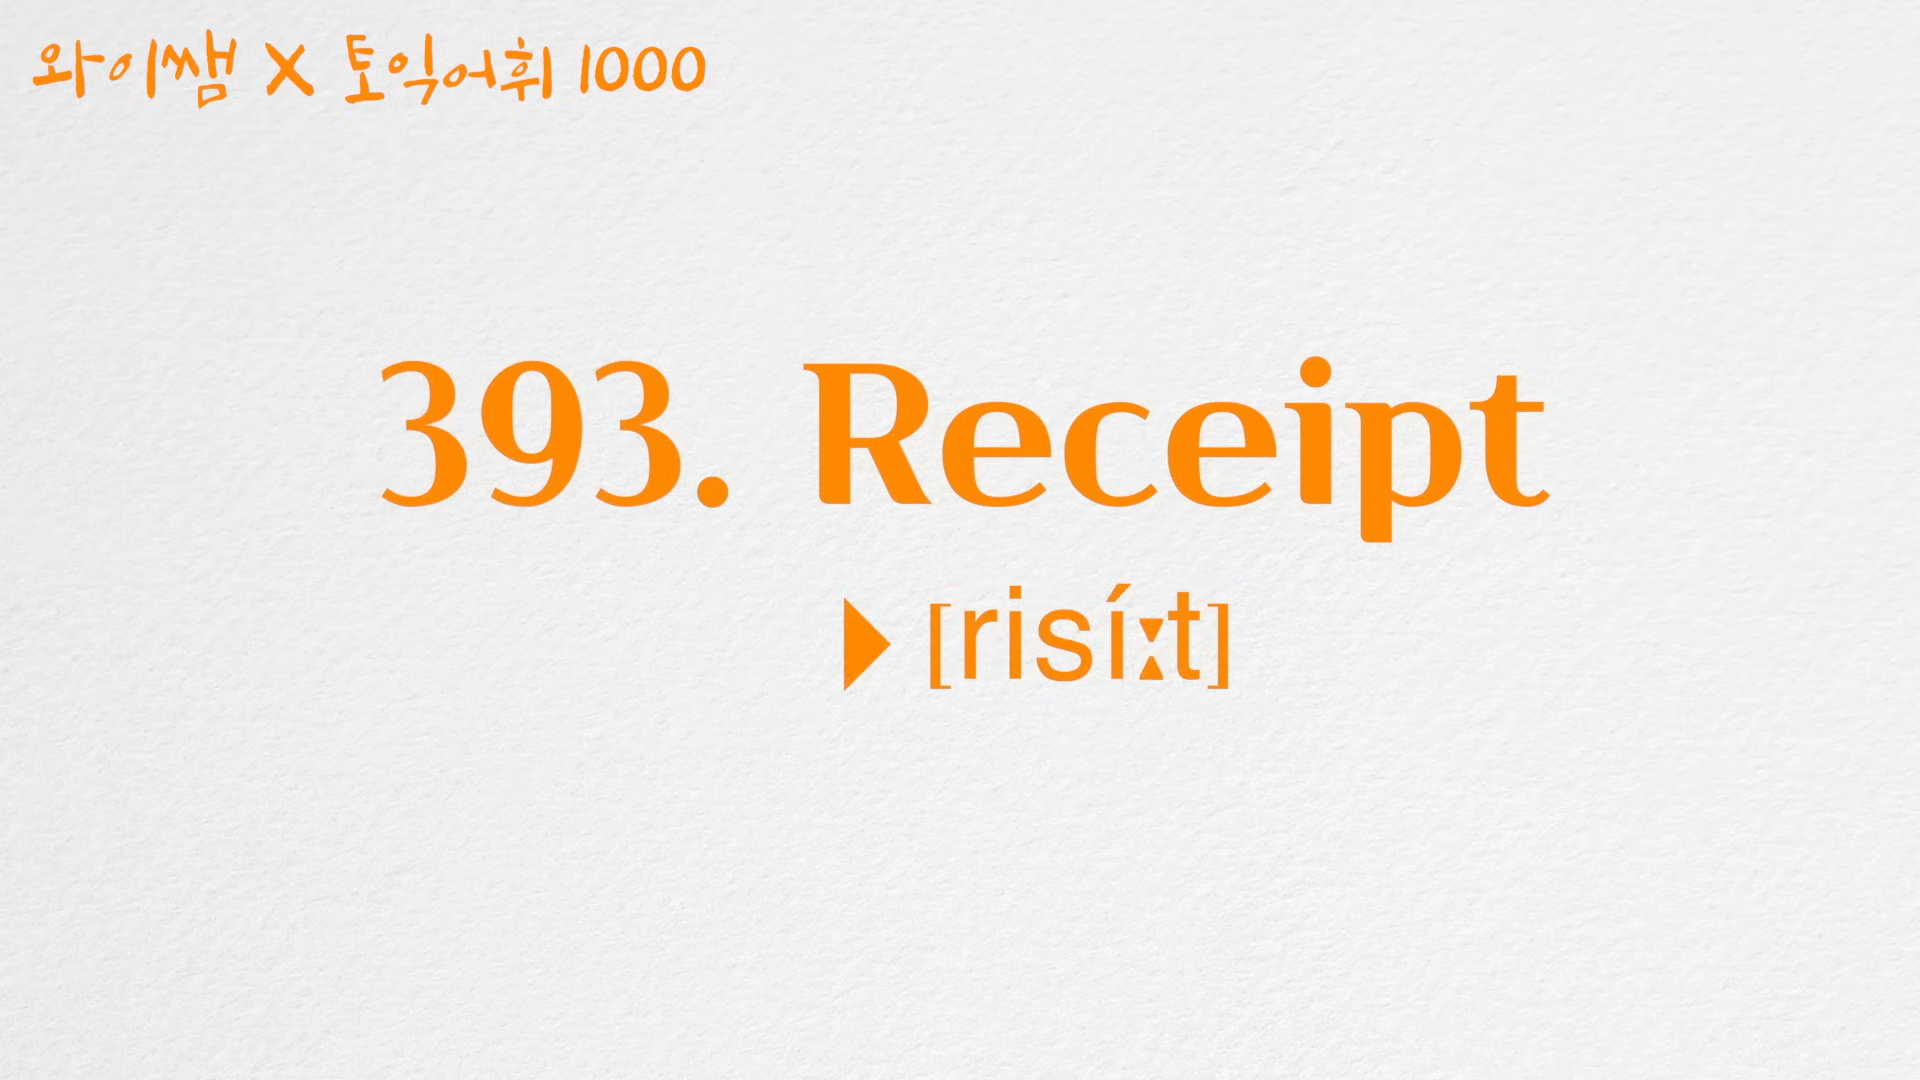 와이쌤 X 토익어휘 1000
393. Receipt
▶ [risíːt]